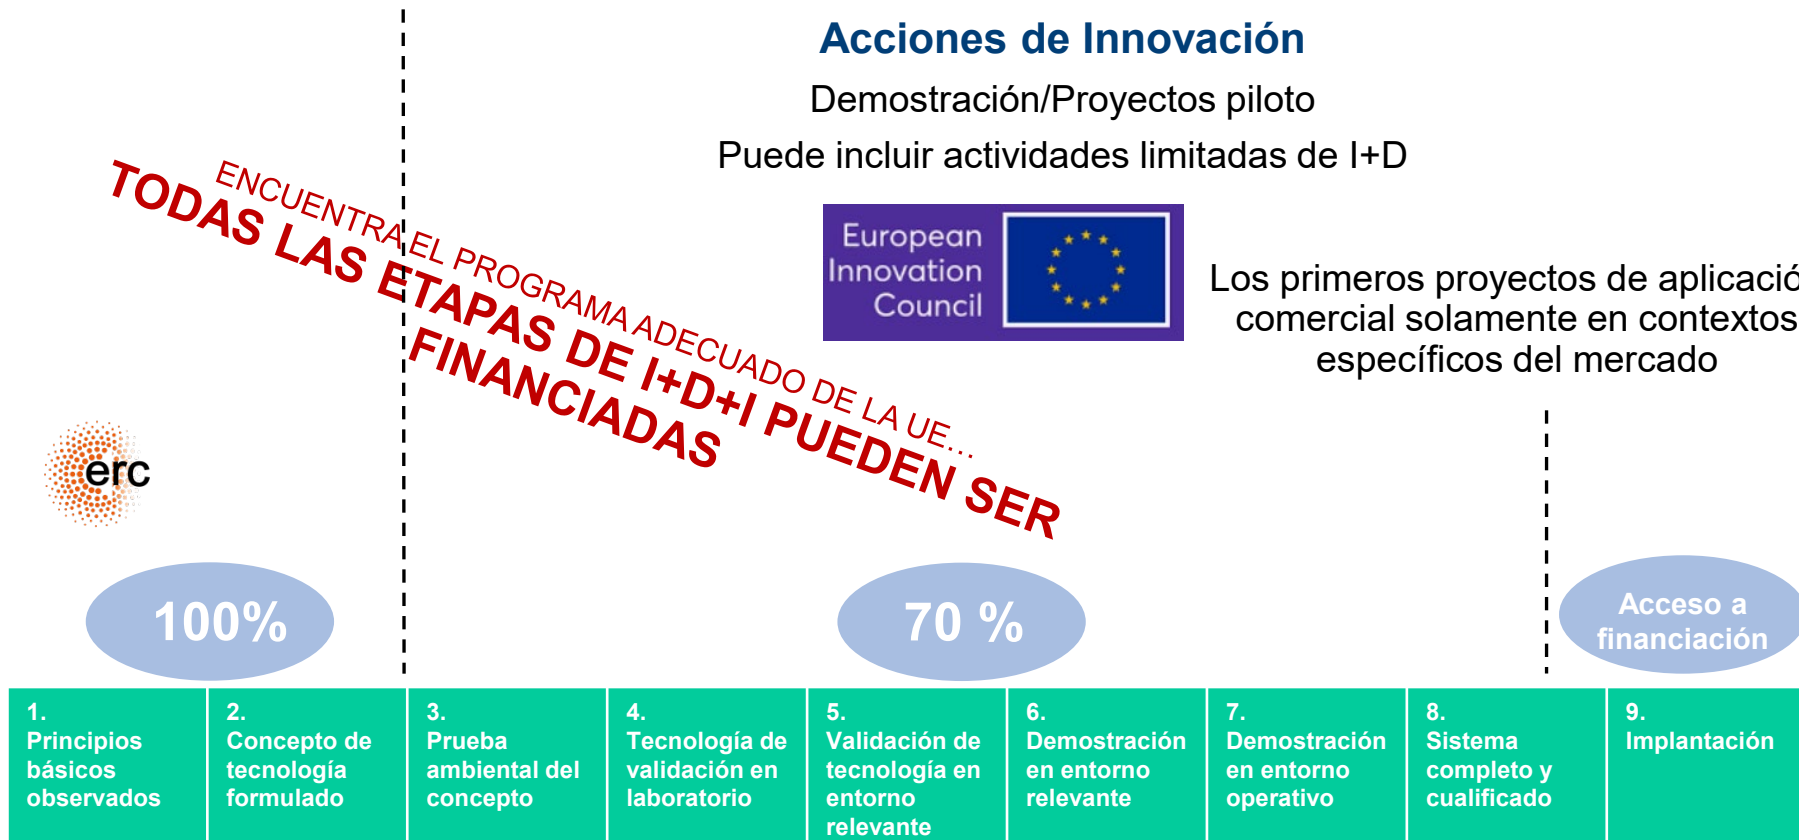 Acciones de Innovación
Demostración/Proyectos piloto
Puede incluir actividades limitadas de I+D
ENCUENTRA EL PROGRAMA ADECUADO DE LA UE...
TODAS LAS ETAPAS DE I+D+I PUEDEN SER
FINANCIADAS
European
Innovation
Council
Los primeros proyectos de aplicació
comercial solamente en contextos
específicos del mercado
erc
100%
70 %
Acceso a
financiación
1.
Principios
básicos
observados
2.
Concepto de
tecnología
formulado
3.
Prueba
ambiental del
concepto
4.
Tecnología de
validación en
laboratorio
5.
Validación de
tecnología en
entorno
relevante
6.
Demostración
en entorno
relevante
7.
Demostración
en entorno
operativo
8.
Sistema
completo y
cualificado
9.
Implantación